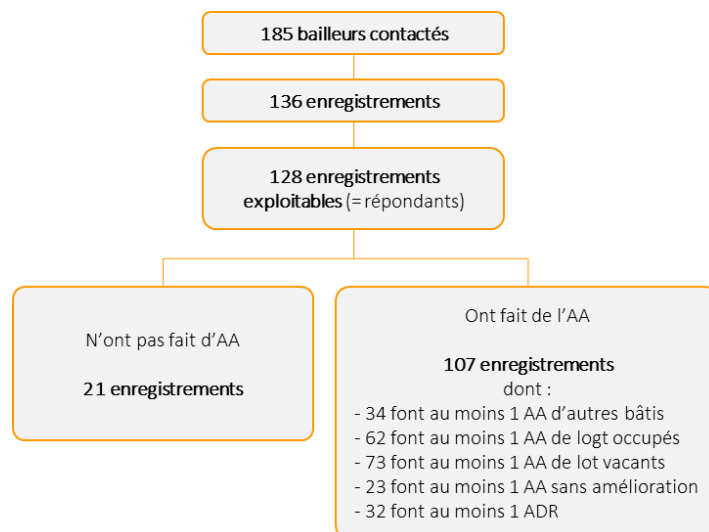 185 bailleurs contactés
136 enregistrements
128 enregistrements
exploitables (= répondants)
N'ont pas fait d'AA
21 enregistrements
Ont fait de l'AA
107 enregistrements
dont :
- 34 font au moins 1 AA d'autres bâtis
- 62 font au moins 1 AA de logt occupés
- 73 font au moins 1 AA de lot vacants
- 23 font au moins 1 AA sans amélioration
- 32 font au moins 1 ADR